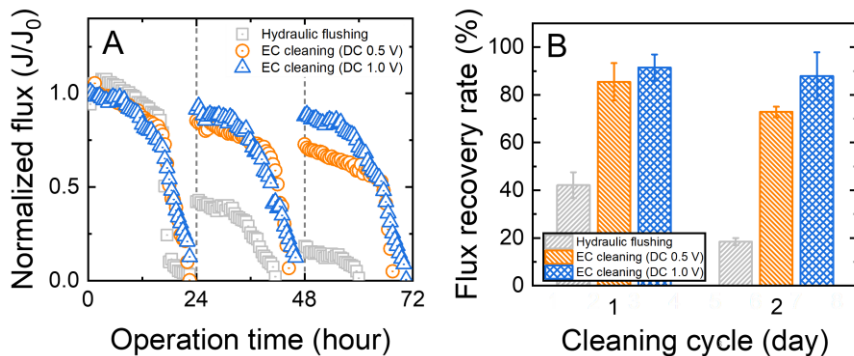 A
Hydraulic flushing
EC cleaning (DC 0.5 V)
EC cleaning (DC 1.0 V)
Normalized flux (J/J0)
1.0
0.5
0.0
0 24 48 72
Operation time (hour)
B
Flux recovery rate (%)
100
80
60
40
20
0
Hydraulic flushing
EC cleaning (DC 0.5 V)
EC cleaning (DC 1.0 V)
1 2
Cleaning cycle (day)